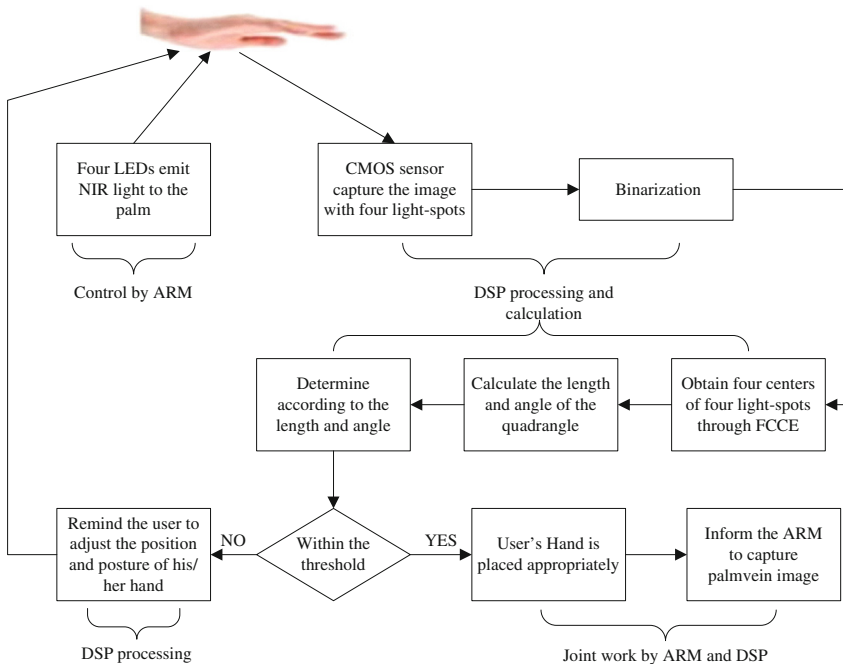 Four LEDs emit
NIR light to the
palm
CMOS sensor
capture the image
with four light-spots
Binarization
Control by ARM
DSP processing and
calculation
Determine
according to the
length and angle
Calculate the length
and angle of the
quadrangle
Obtain four centers
of four light-spots
through FCCE
Remind the user to
adjust the position
and posture of his/
her hand
NO
Within the
threshold
YES
User's Hand is
placed appropriately
Inform the ARM
to capture
palmvein image
DSP processing
Joint work by ARM and DSP